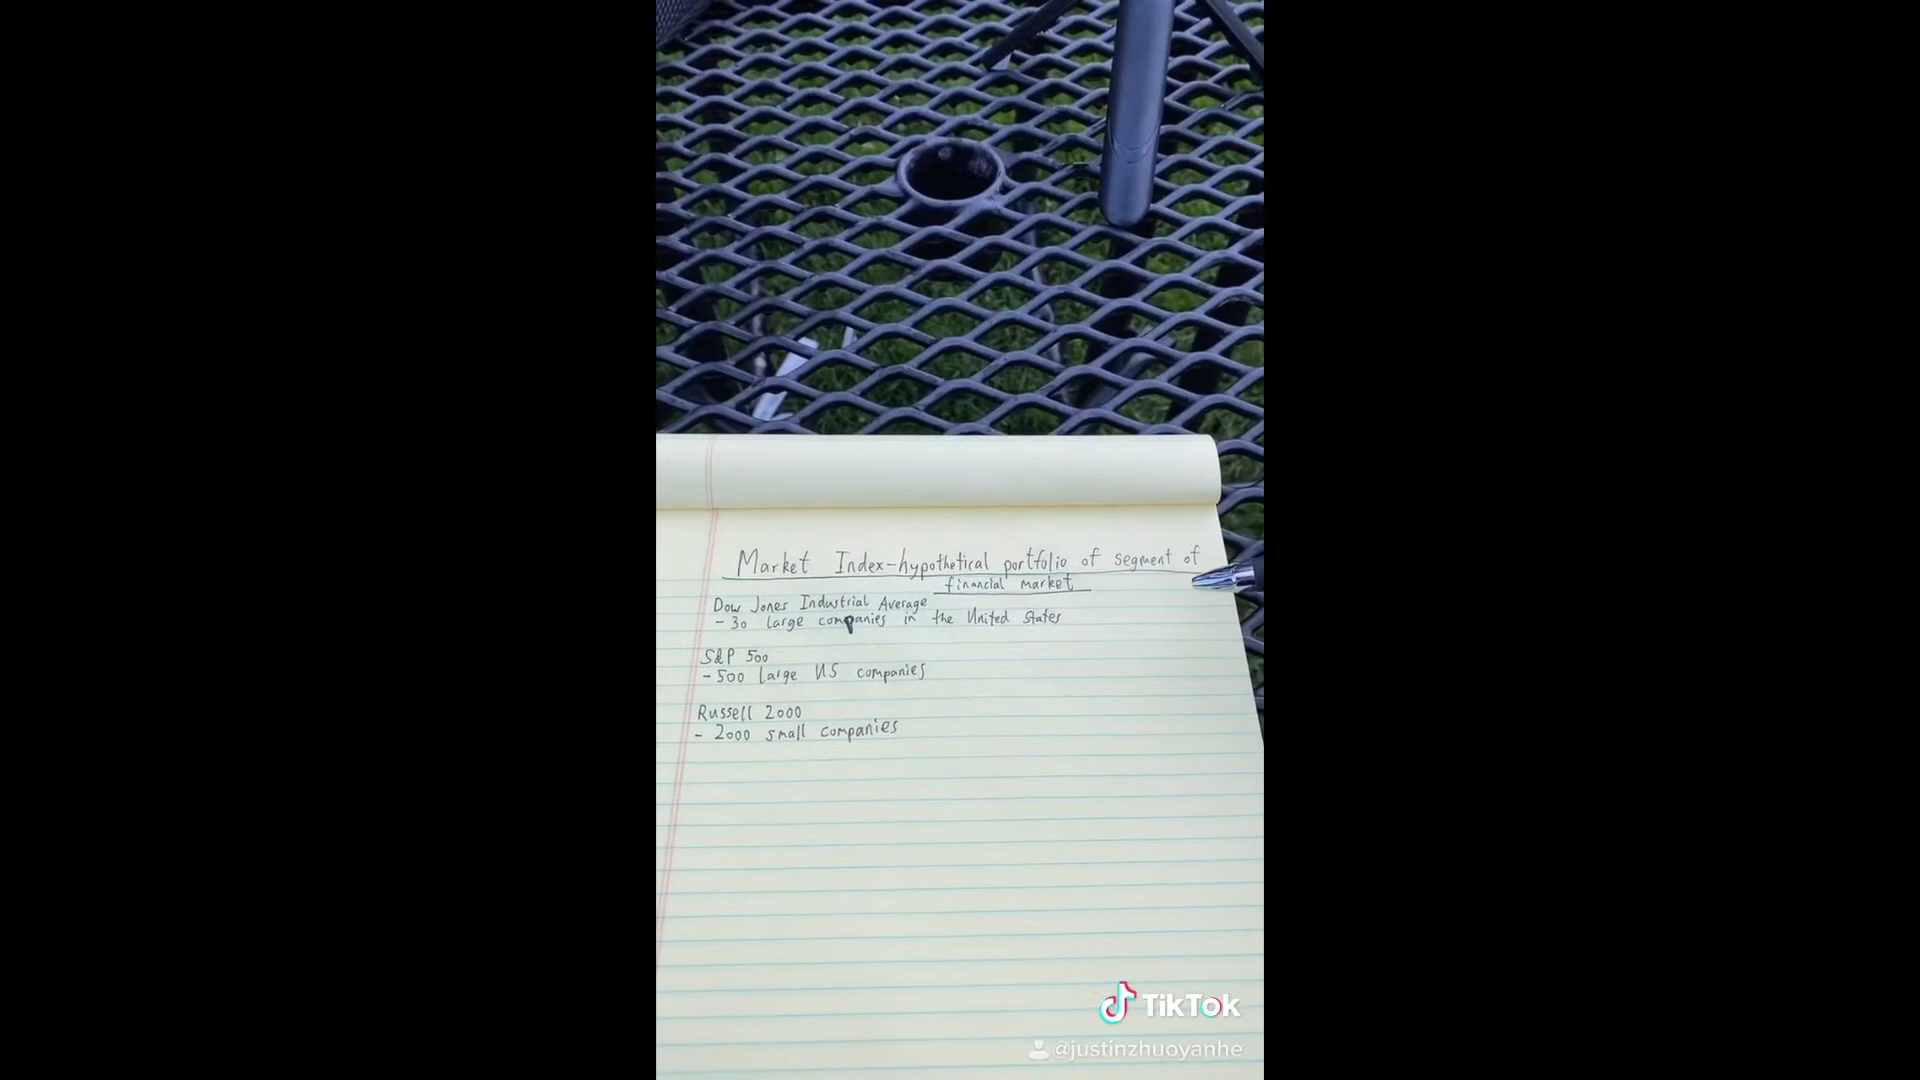 Market Index-hypothetical portfolio of segment of
financial market
Dow Jones Industrial Average
- 30 large companies in the United States
S&P 500
- 500 large US companies
Russell 2000
- 2000 small companies
TikTok
@justinzhuoyanhe